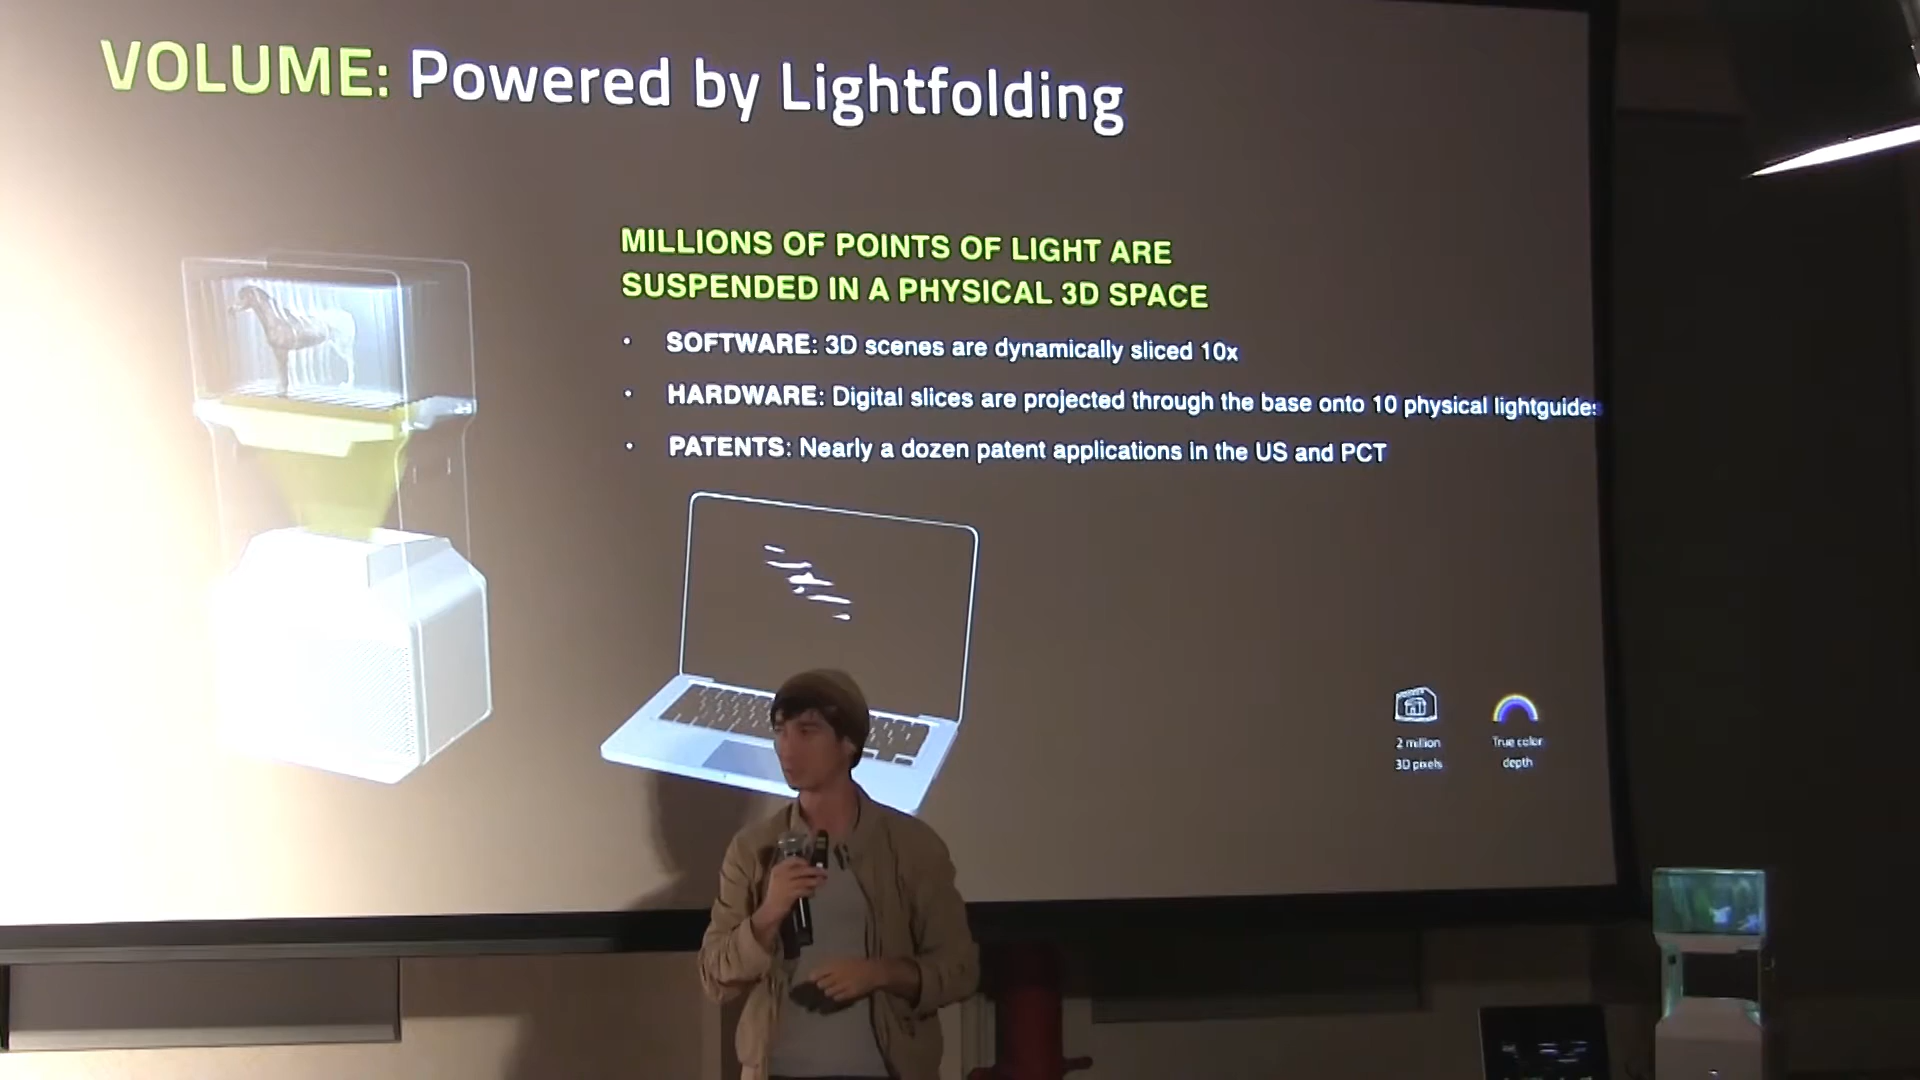 VOLUME: Powered by Lightfolding
MILLIONS OF POINTS OF LIGHT ARE
SUSPENDED IN A PHYSICAL 3D SPACE
• SOFTWARE: 3D scenes are dynamically sliced 10x
• HARDWARE: Digital slices are projected through the base onto 10 physical lightguides
• PATENTS: Nearly a dozen patent applications in the US and PCT
2 million
3D pixels
True color
depth